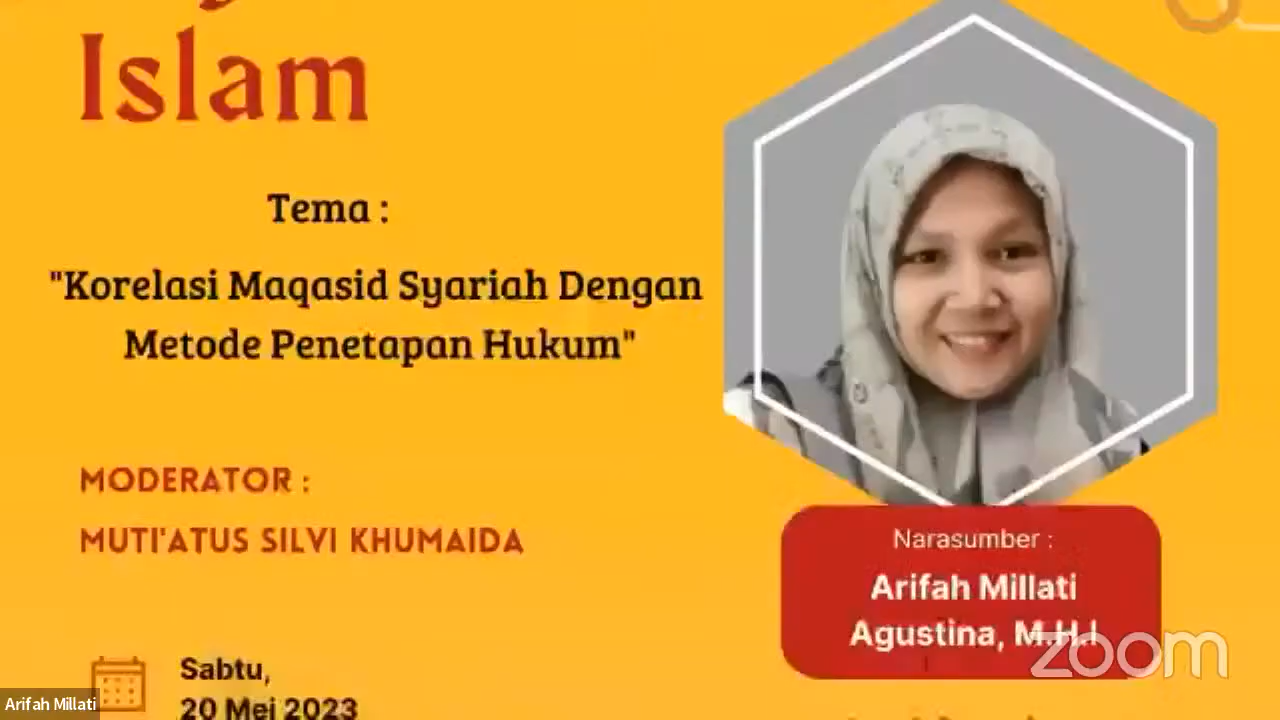 Islam
Tema :
"Korelasi Maqasid Syariah Dengan
Metode Penetapan Hukum"
MODERATOR :
MUTI'ATUS SILVI KHUMAIDA
Narasumber :
Arifah Millati
Agustina, M.H.I
zoom
Sabtu,
20 Mei 2023
Arifah Millati